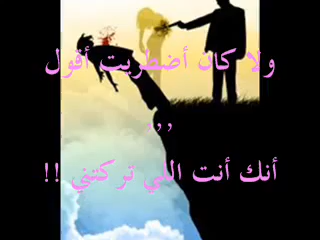 ولا كان أضطريت أقول
,,,
أنك أنت اللي تركتني !!